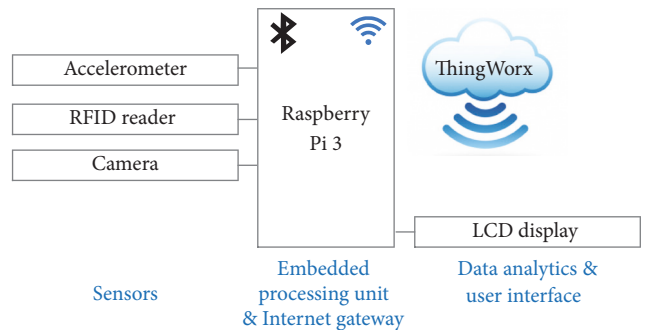 Accelerometer
RFID reader
Camera
Raspberry
Pi 3
ThingWorx
LCD display
Sensors
Embedded
processing unit
& Internet gateway
Data analytics &
user interface